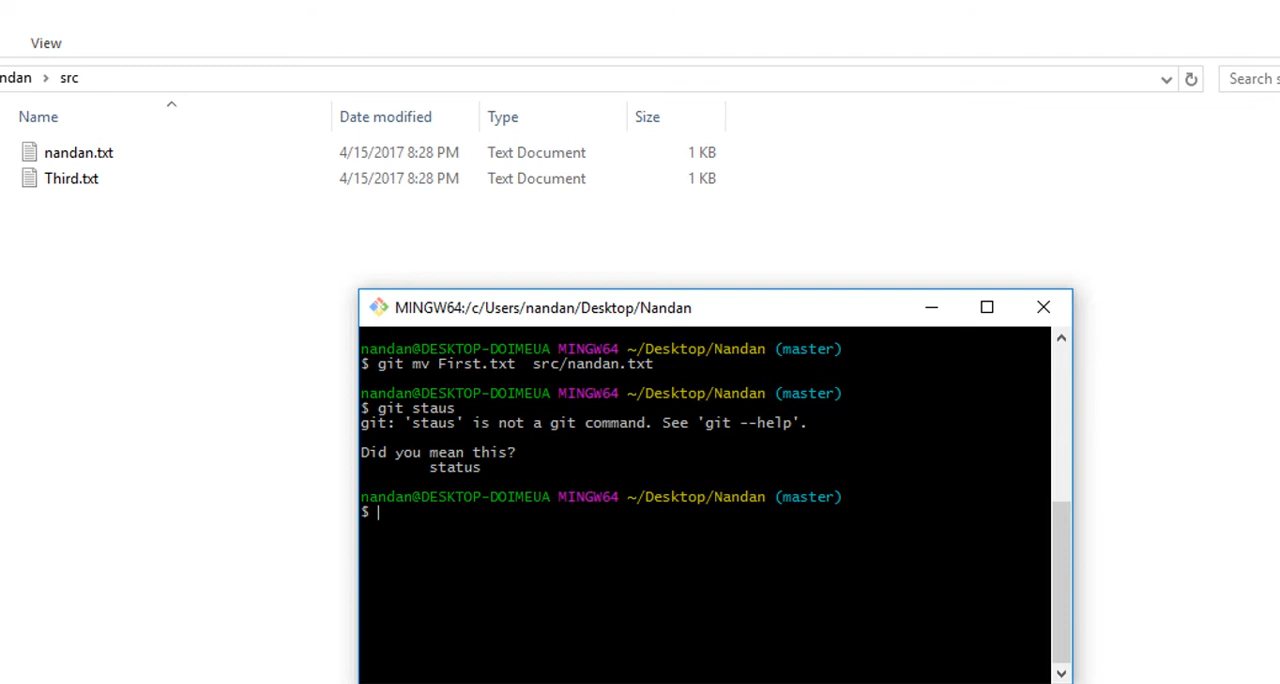 View
ndan > src
Search s
Name Date modified Type Size
nandan.txt 4/15/2017 8:28 PM Text Document 1 KB
Third.txt 4/15/2017 8:28 PM Text Document 1 KB
MINGW64:/c/Users/nandan/Desktop/Nandan
nandan@DESKTOP-DOIMEUA MINGW64 ~/Desktop/Nandan (master)
$ git mv First.txt  src/nandan.txt
nandan@DESKTOP-DOIMEUA MINGW64 ~/Desktop/Nandan (master)
$ git staus
git: 'staus' is not a git command. See 'git --help'.
Did you mean this?
status
nandan@DESKTOP-DOIMEUA MINGW64 ~/Desktop/Nandan (master)
$